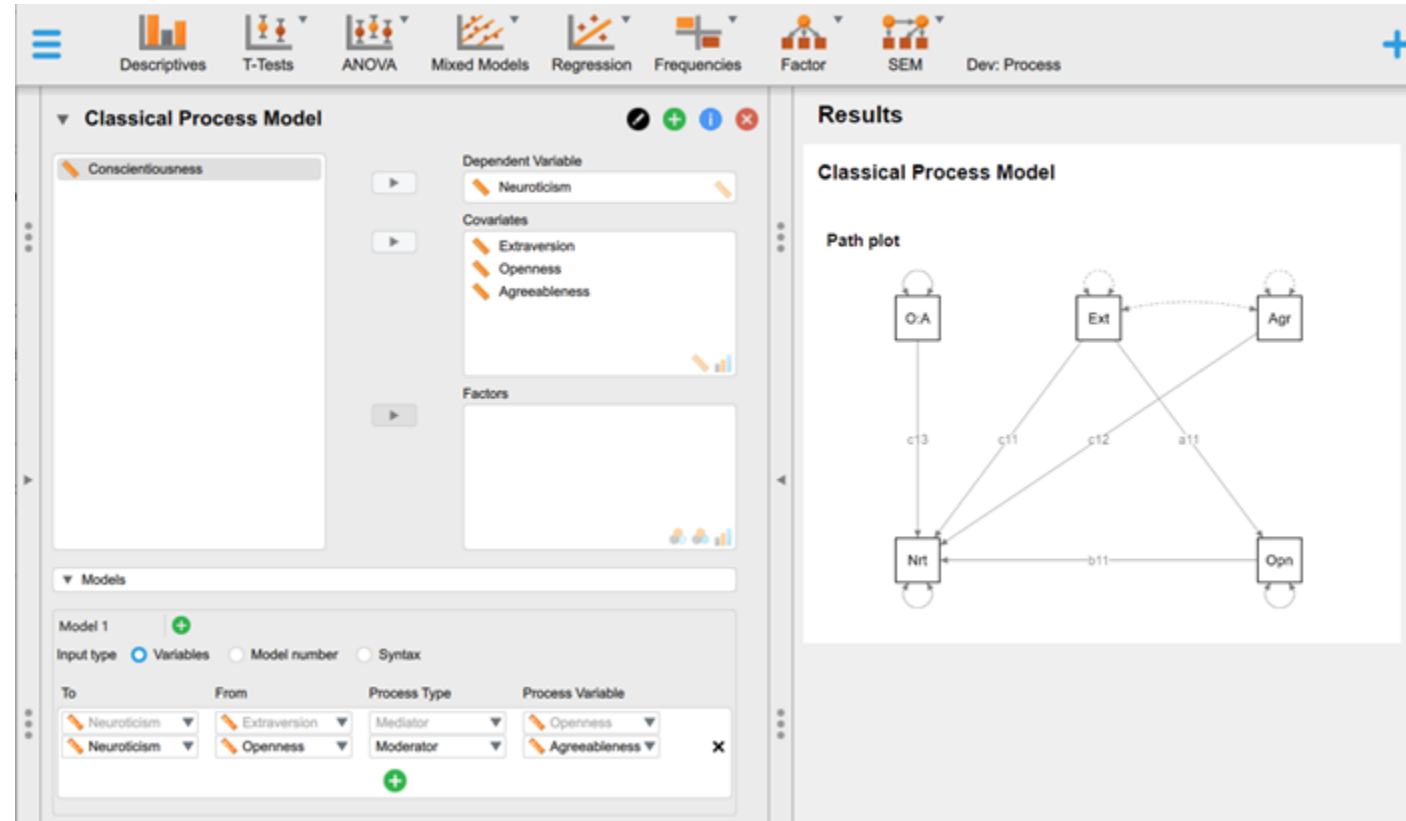 Descriptives T-Tests ANOVA Mixed Models Regression Frequencies Factor SEM Dev: Process
Classical Process Model
Conscientiousness
Dependent Variable
Neuroticism
Covariates
Extraversion
Openness
Agreeableness
Factors
Models
Model 1
Input type Variables Model number Syntax
To From Process Type Process Variable
Neuroticism Extraversion Mediator Openness
Neuroticism Openness Moderator Agreeableness
Results
Classical Process Model
Path plot
O:A Ext Agr
c13 c11 c12 a11
Nrt b11 Opn